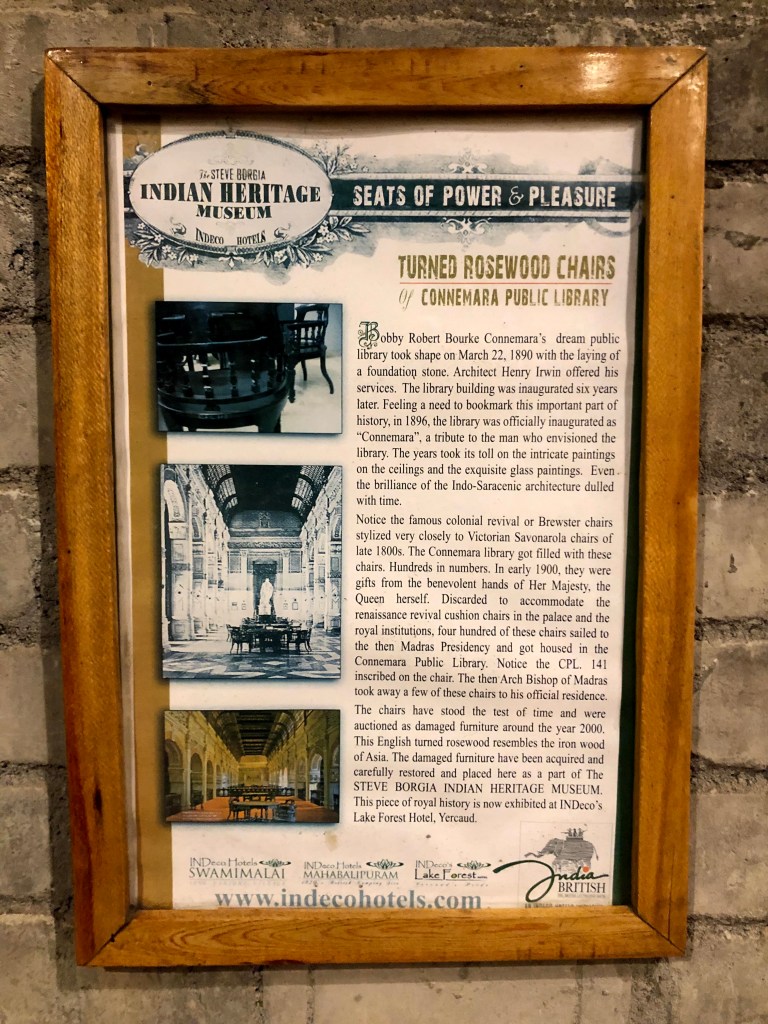 The STEVE BORGIA
INDIAN HERITAGE
MUSEUM
INDECO HOTELS
SEATS OF POWER & PLEASURE
TURNED ROSEWOOD CHAIRS
Of CONNEMARA PUBLIC LIBRARY
Bobby Robert Bourke Connemara's dream public
library took shape on March 22, 1890 with the laying of
a foundation stone. Architect Henry Irwin offered his
services. The library building was inaugurated six years
later. Feeling a need to bookmark this important part of
history, in 1896, the library was officially inaugurated as
"Connemara", a tribute to the man who envisioned the
library. The years took its toll on the intricate paintings
on the ceilings and the exquisite glass paintings. Even
the brilliance of the Indo-Saracenic architecture dulled
with time.
Notice the famous colonial revival or Brewster chairs
stylized very closely to Victorian Savonarola chairs of
late 1800s. The Connemara library got filled with these
chairs. Hundreds in numbers. In early 1900, they were
gifts from the benevolent hands of Her Majesty, the
Queen herself. Discarded to accommodate the
renaissance revival cushion chairs in the palace and the
royal institutions, four hundred of these chairs sailed to
the then Madras Presidency and got housed in the
Connemara Public Library. Notice the CPL. 141
inscribed on the chair. The then Arch Bishop of Madras
took away a few of these chairs to his official residence.
The chairs have stood the test of time and were
auctioned as damaged furniture around the year 2000.
This English turned rosewood resembles the iron wood
of Asia. The damaged furniture have been acquired and
carefully restored and placed here as a part of The
STEVE BORGIA INDIAN HERITAGE MUSEUM.
This piece of royal history is now exhibited at INDeco's
Lake Forest Hotel, Yercaud.
INDeco Hotels
SWAMIMALAI
INDeco Hotels
MAHABALIPURAM
INDeco's
Lake Forest
India
BRITISH
www.indecohotels.com